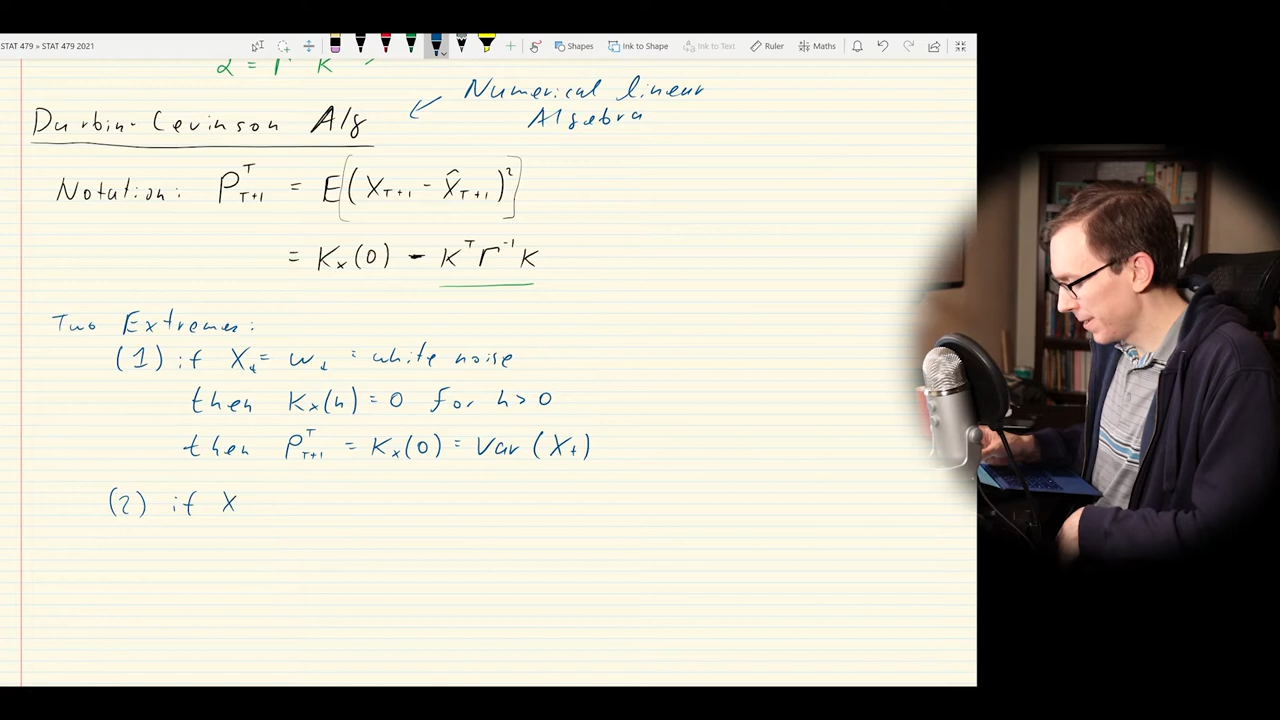 STAT 479 » STAT 479 2021
Shapes Ink to Shape Ink to Text Ruler Maths
α = Γ⁻¹ K
Numerical linear
Algebra
Durbin-Levinson Alg
Notation: P^T_{T+1} = E[(X_{T+1} - X̂_{T+1})²]
= K_x(0) - K^T Γ⁻¹ K
Two Extremes:
(1) if X_t = w_t = white noise
then K_x(h) = 0 for h > 0
then P^T_{T+1} = K_x(0) = Var(X_t)
(2) if X